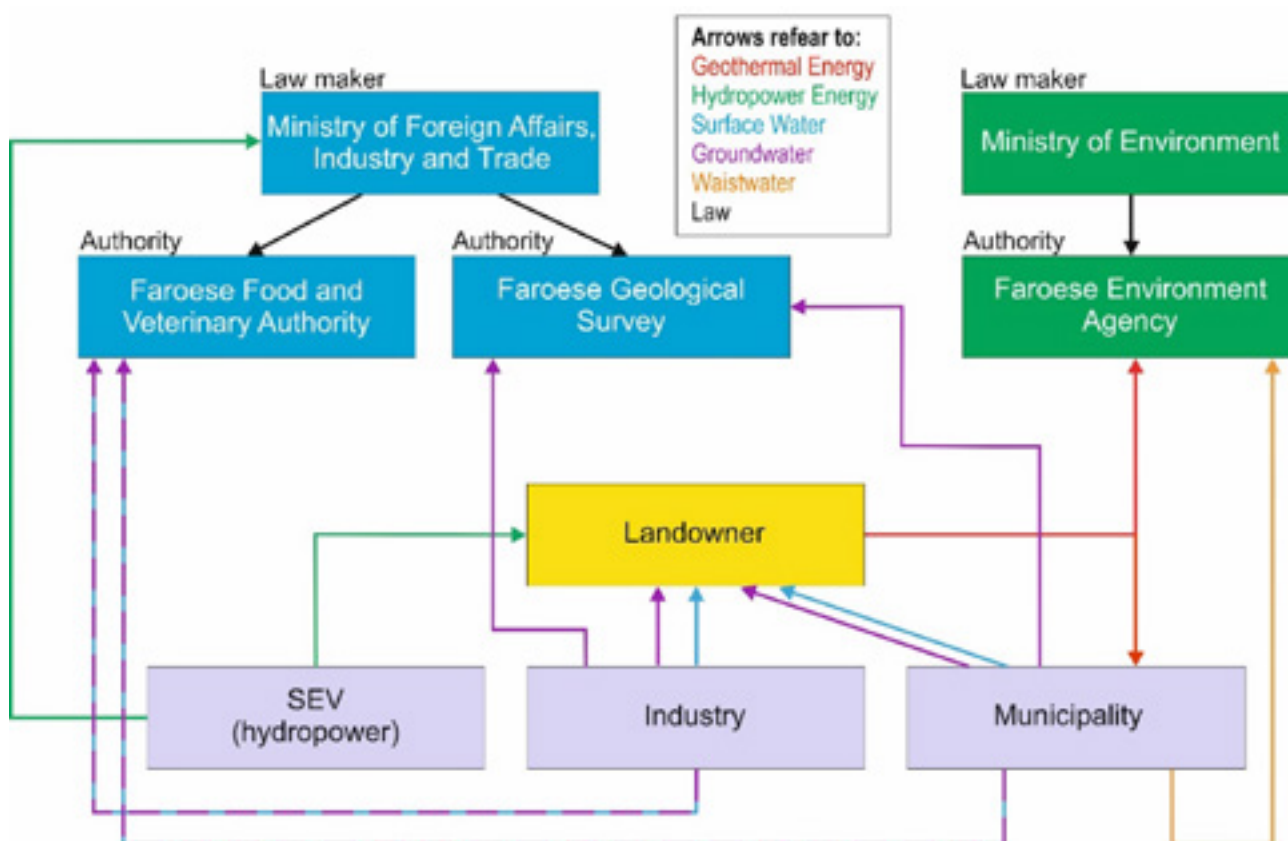 Arrows refear to:
Geothermal Energy
Hydropower Energy
Surface Water
Groundwater
Waistwater
Law
Law maker
Ministry of Foreign Affairs,
Industry and Trade
Law maker
Ministry of Environment
Authority
Faroese Food and
Veterinary Authority
Authority
Faroese Geological
Survey
Authority
Faroese Environment
Agency
Landowner
SEV
(hydropower)
Industry
Municipality